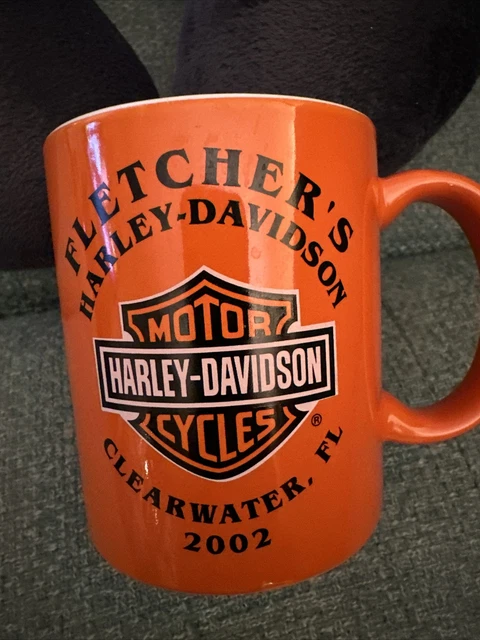 FLETCHER'S
HARLEY-DAVIDSON
MOTOR
HARLEY-DAVIDSON
CYCLES
®
CLEARWATER, FL
2002